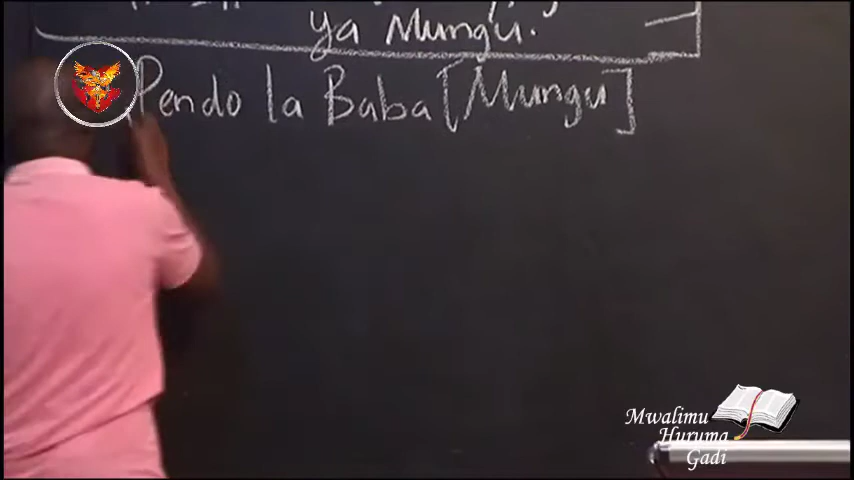 ya Mungu.
Pendo la Baba [Mungu]
Mwalimu
Huruma
Gadi